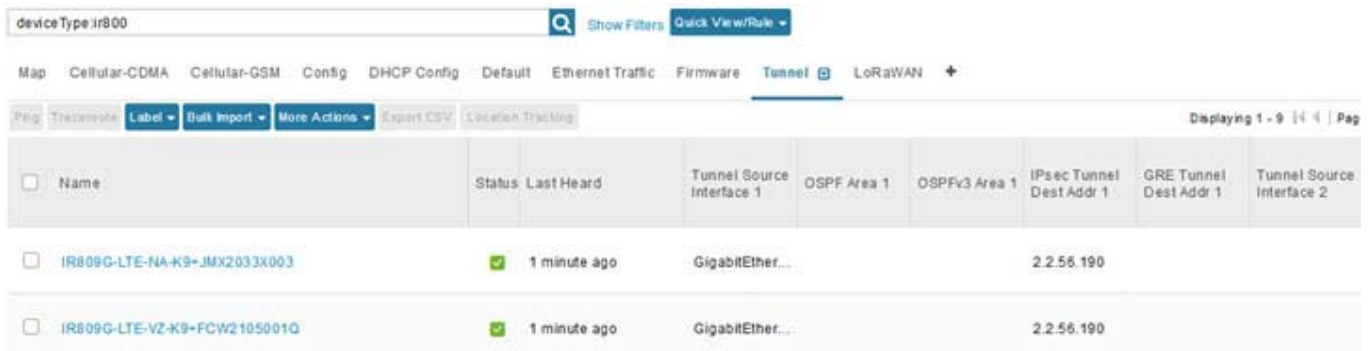 deviceType:ir800 Show Filters Quick View/Rule
Map Cellular-CDMA Cellular-GSM Config DHCP Config Default Ethernet Traffic Firmware Tunnel LoRaWAN +
Ping Traceroute Label Bulk Import More Actions Export CSV Location Tracking Displaying 1 - 9 Pag
Name Status Last Heard Tunnel Source Interface 1 OSPF Area 1 OSPFv3 Area 1 IPsec Tunnel Dest Addr 1 GRE Tunnel Dest Addr 1 Tunnel Source Interface 2
IR809G-LTE-NA-K9+JMX2033X003 1 minute ago GigabitEther... 2.2.56.190
IR809G-LTE-VZ-K9+FCW2105001Q 1 minute ago GigabitEther... 2.2.56.190